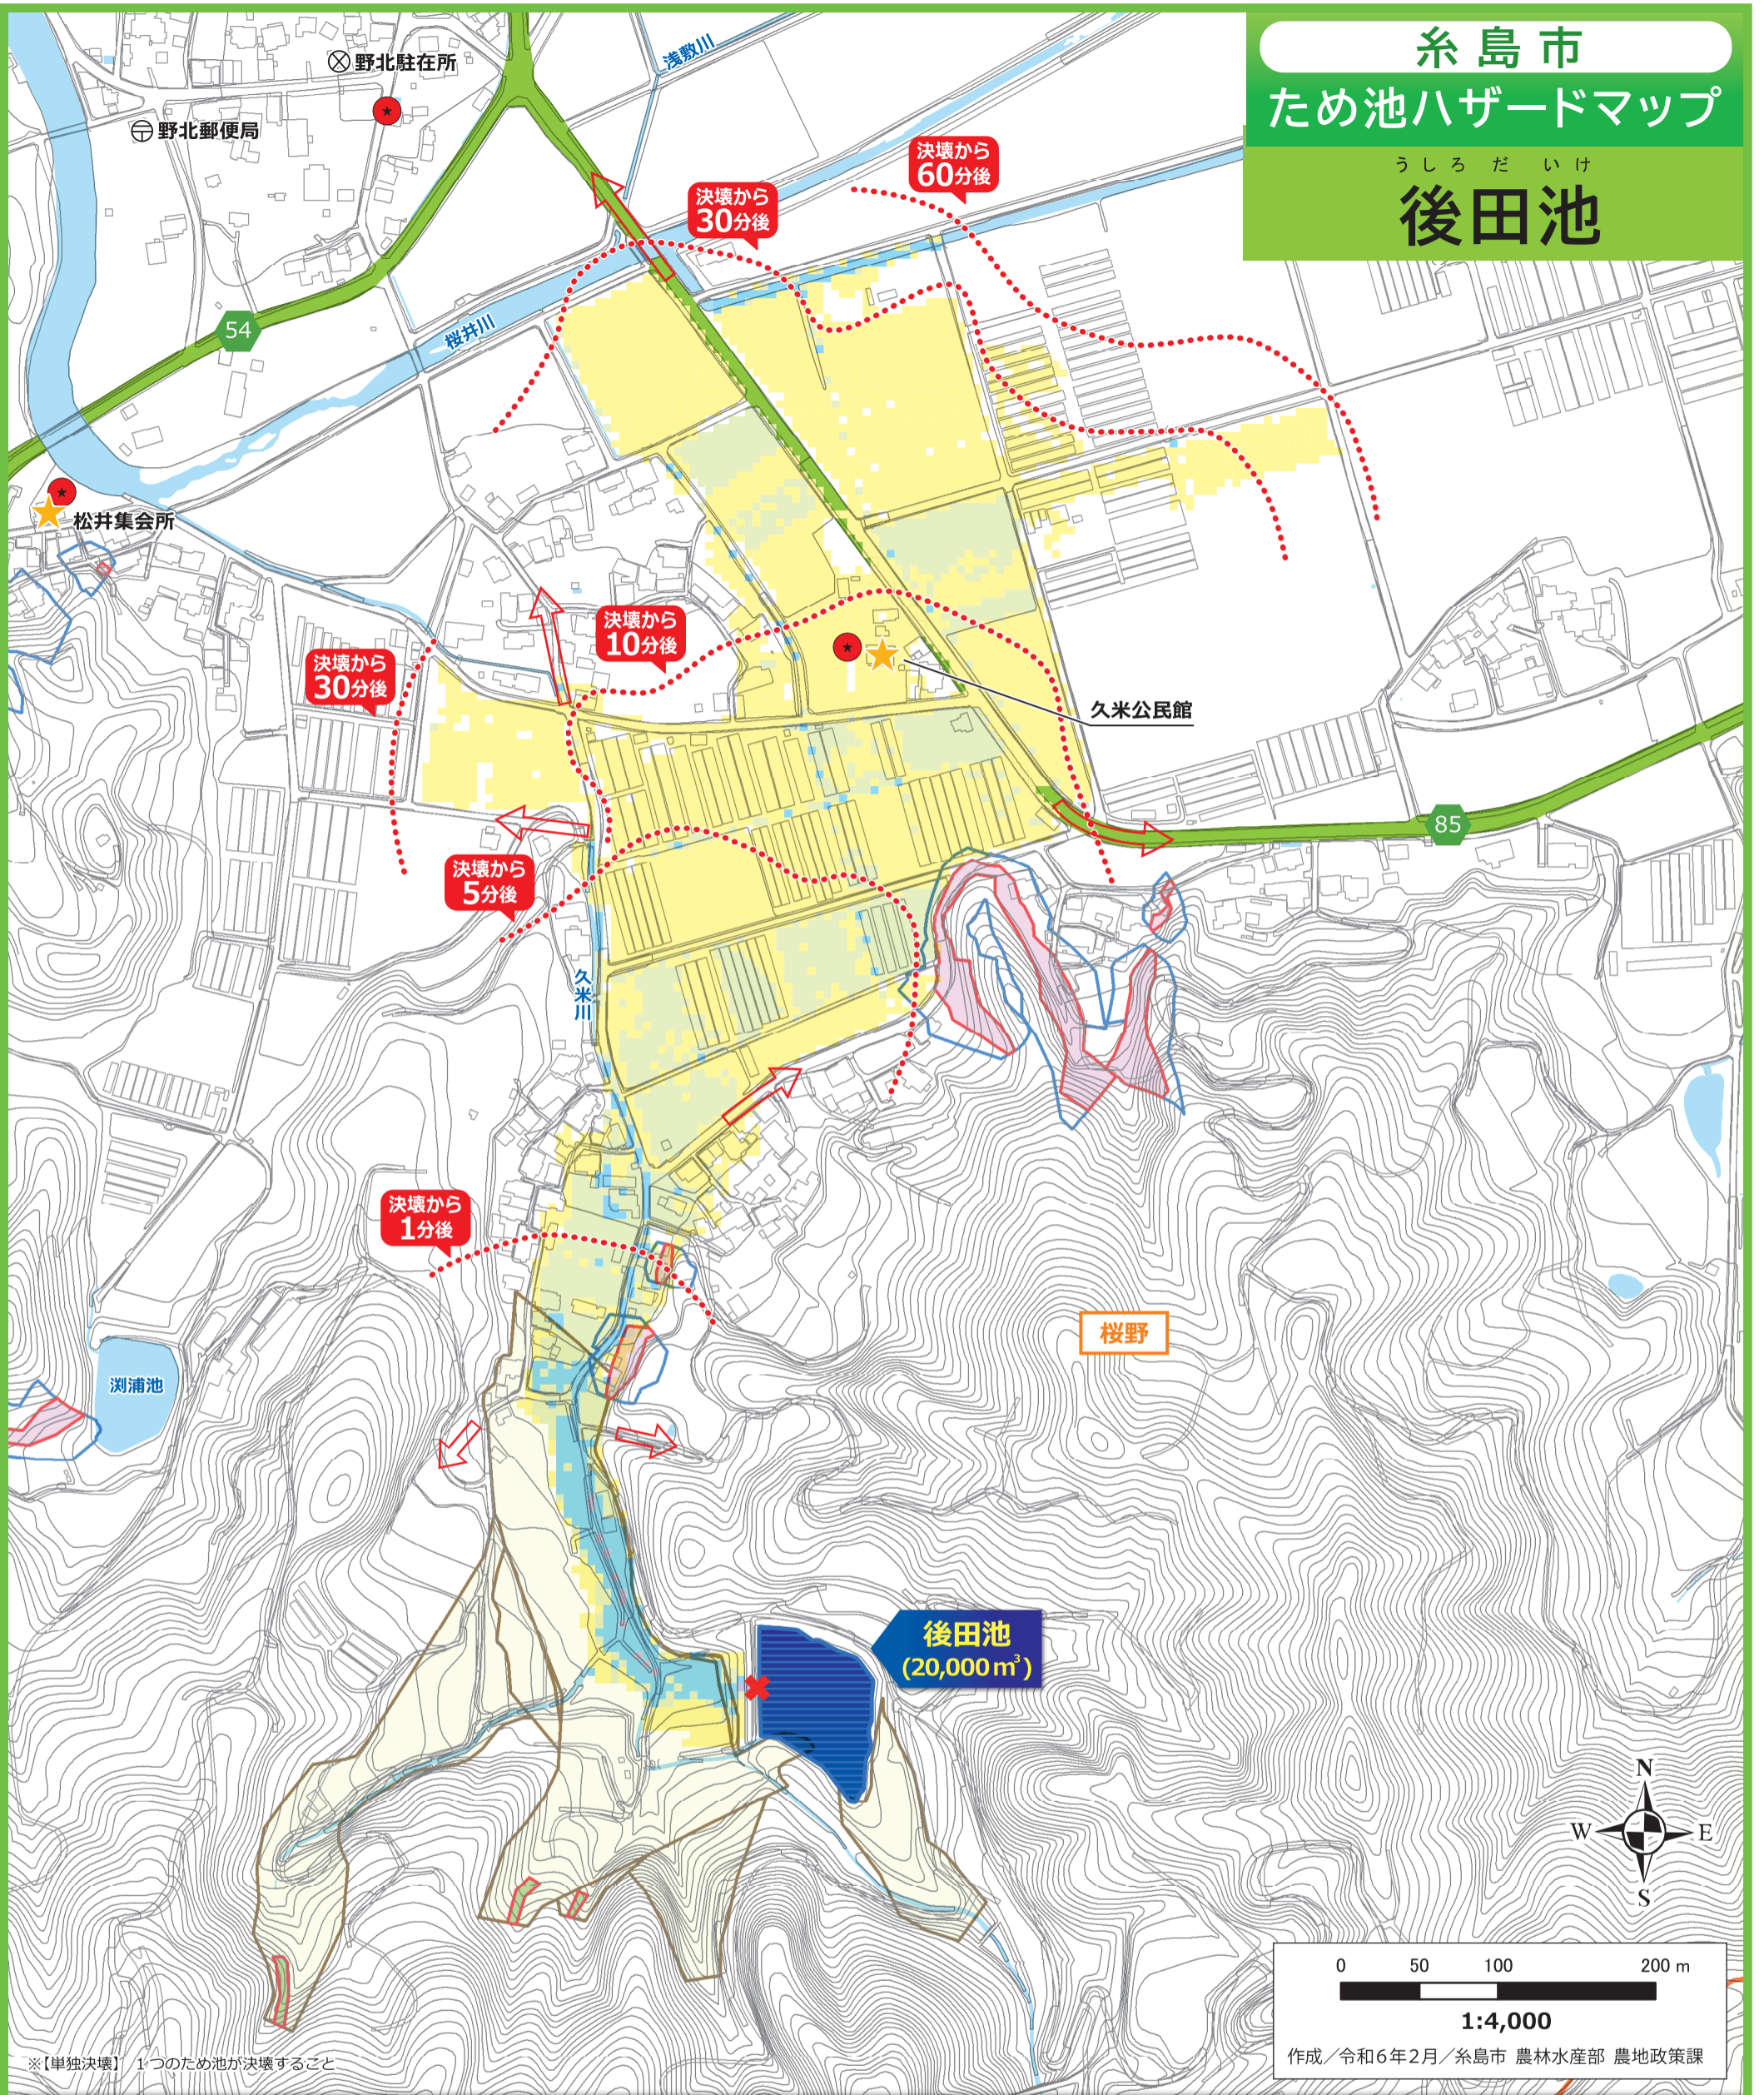 糸島市
ため池ハザードマップ
うしろ だ いけ
後田池
野北駐在所
野北郵便局
浅敷川
決壊から
60分後
決壊から
30分後
54
桜井川
松井集会所
決壊から
10分後
決壊から
30分後
久米公民館
85
決壊から
5分後
久米川
決壊から
1分後
桜野
渕浦池
後田池
(20,000㎥)
N
W
E
S
0 50 100 200 m
1:4,000
作成／令和6年2月／糸島市 農林水産部 農地政策課
※【単独決壊】 1つのため池が決壊すること